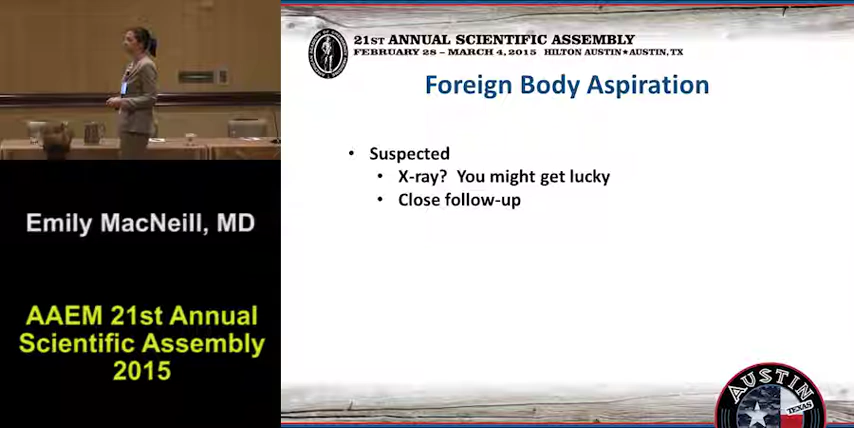 21ST ANNUAL SCIENTIFIC ASSEMBLY
FEBRUARY 28 – MARCH 4, 2015 HILTON AUSTIN★AUSTIN, TX
Foreign Body Aspiration
• Suspected
• X-ray? You might get lucky
• Close follow-up
Emily MacNeill, MD
AAEM 21st Annual
Scientific Assembly
2015
AUSTIN
TEXAS